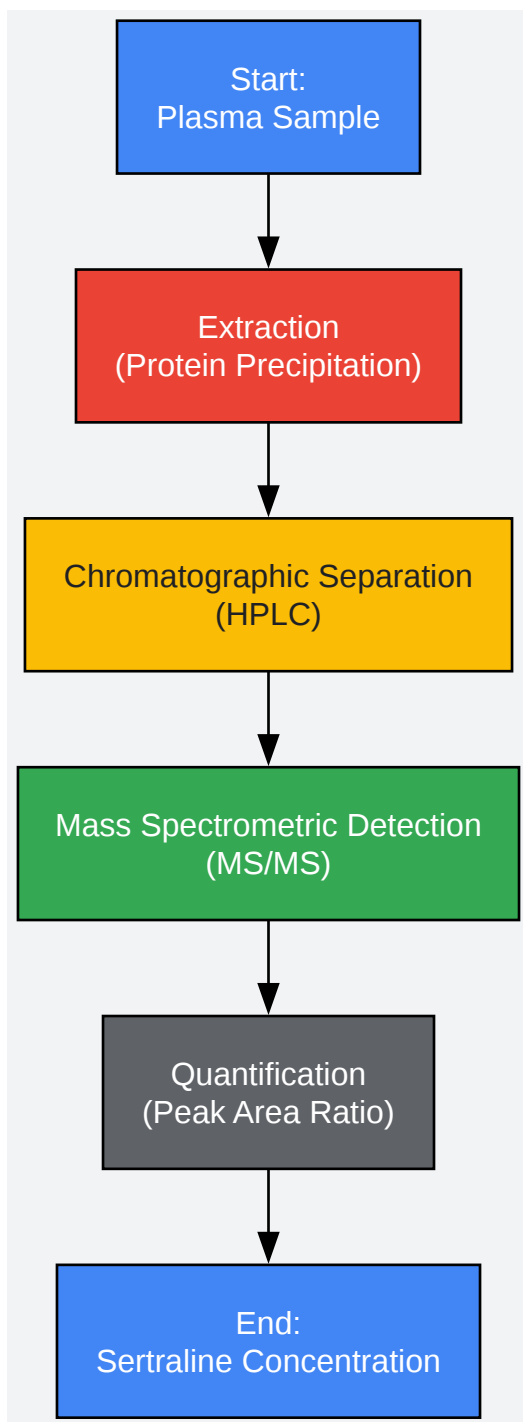 Start:
Plasma Sample
Extraction
(Protein Precipitation)
Chromatographic Separation
(HPLC)
Mass Spectrometric Detection
(MS/MS)
Quantification
(Peak Area Ratio)
End:
Sertraline Concentration